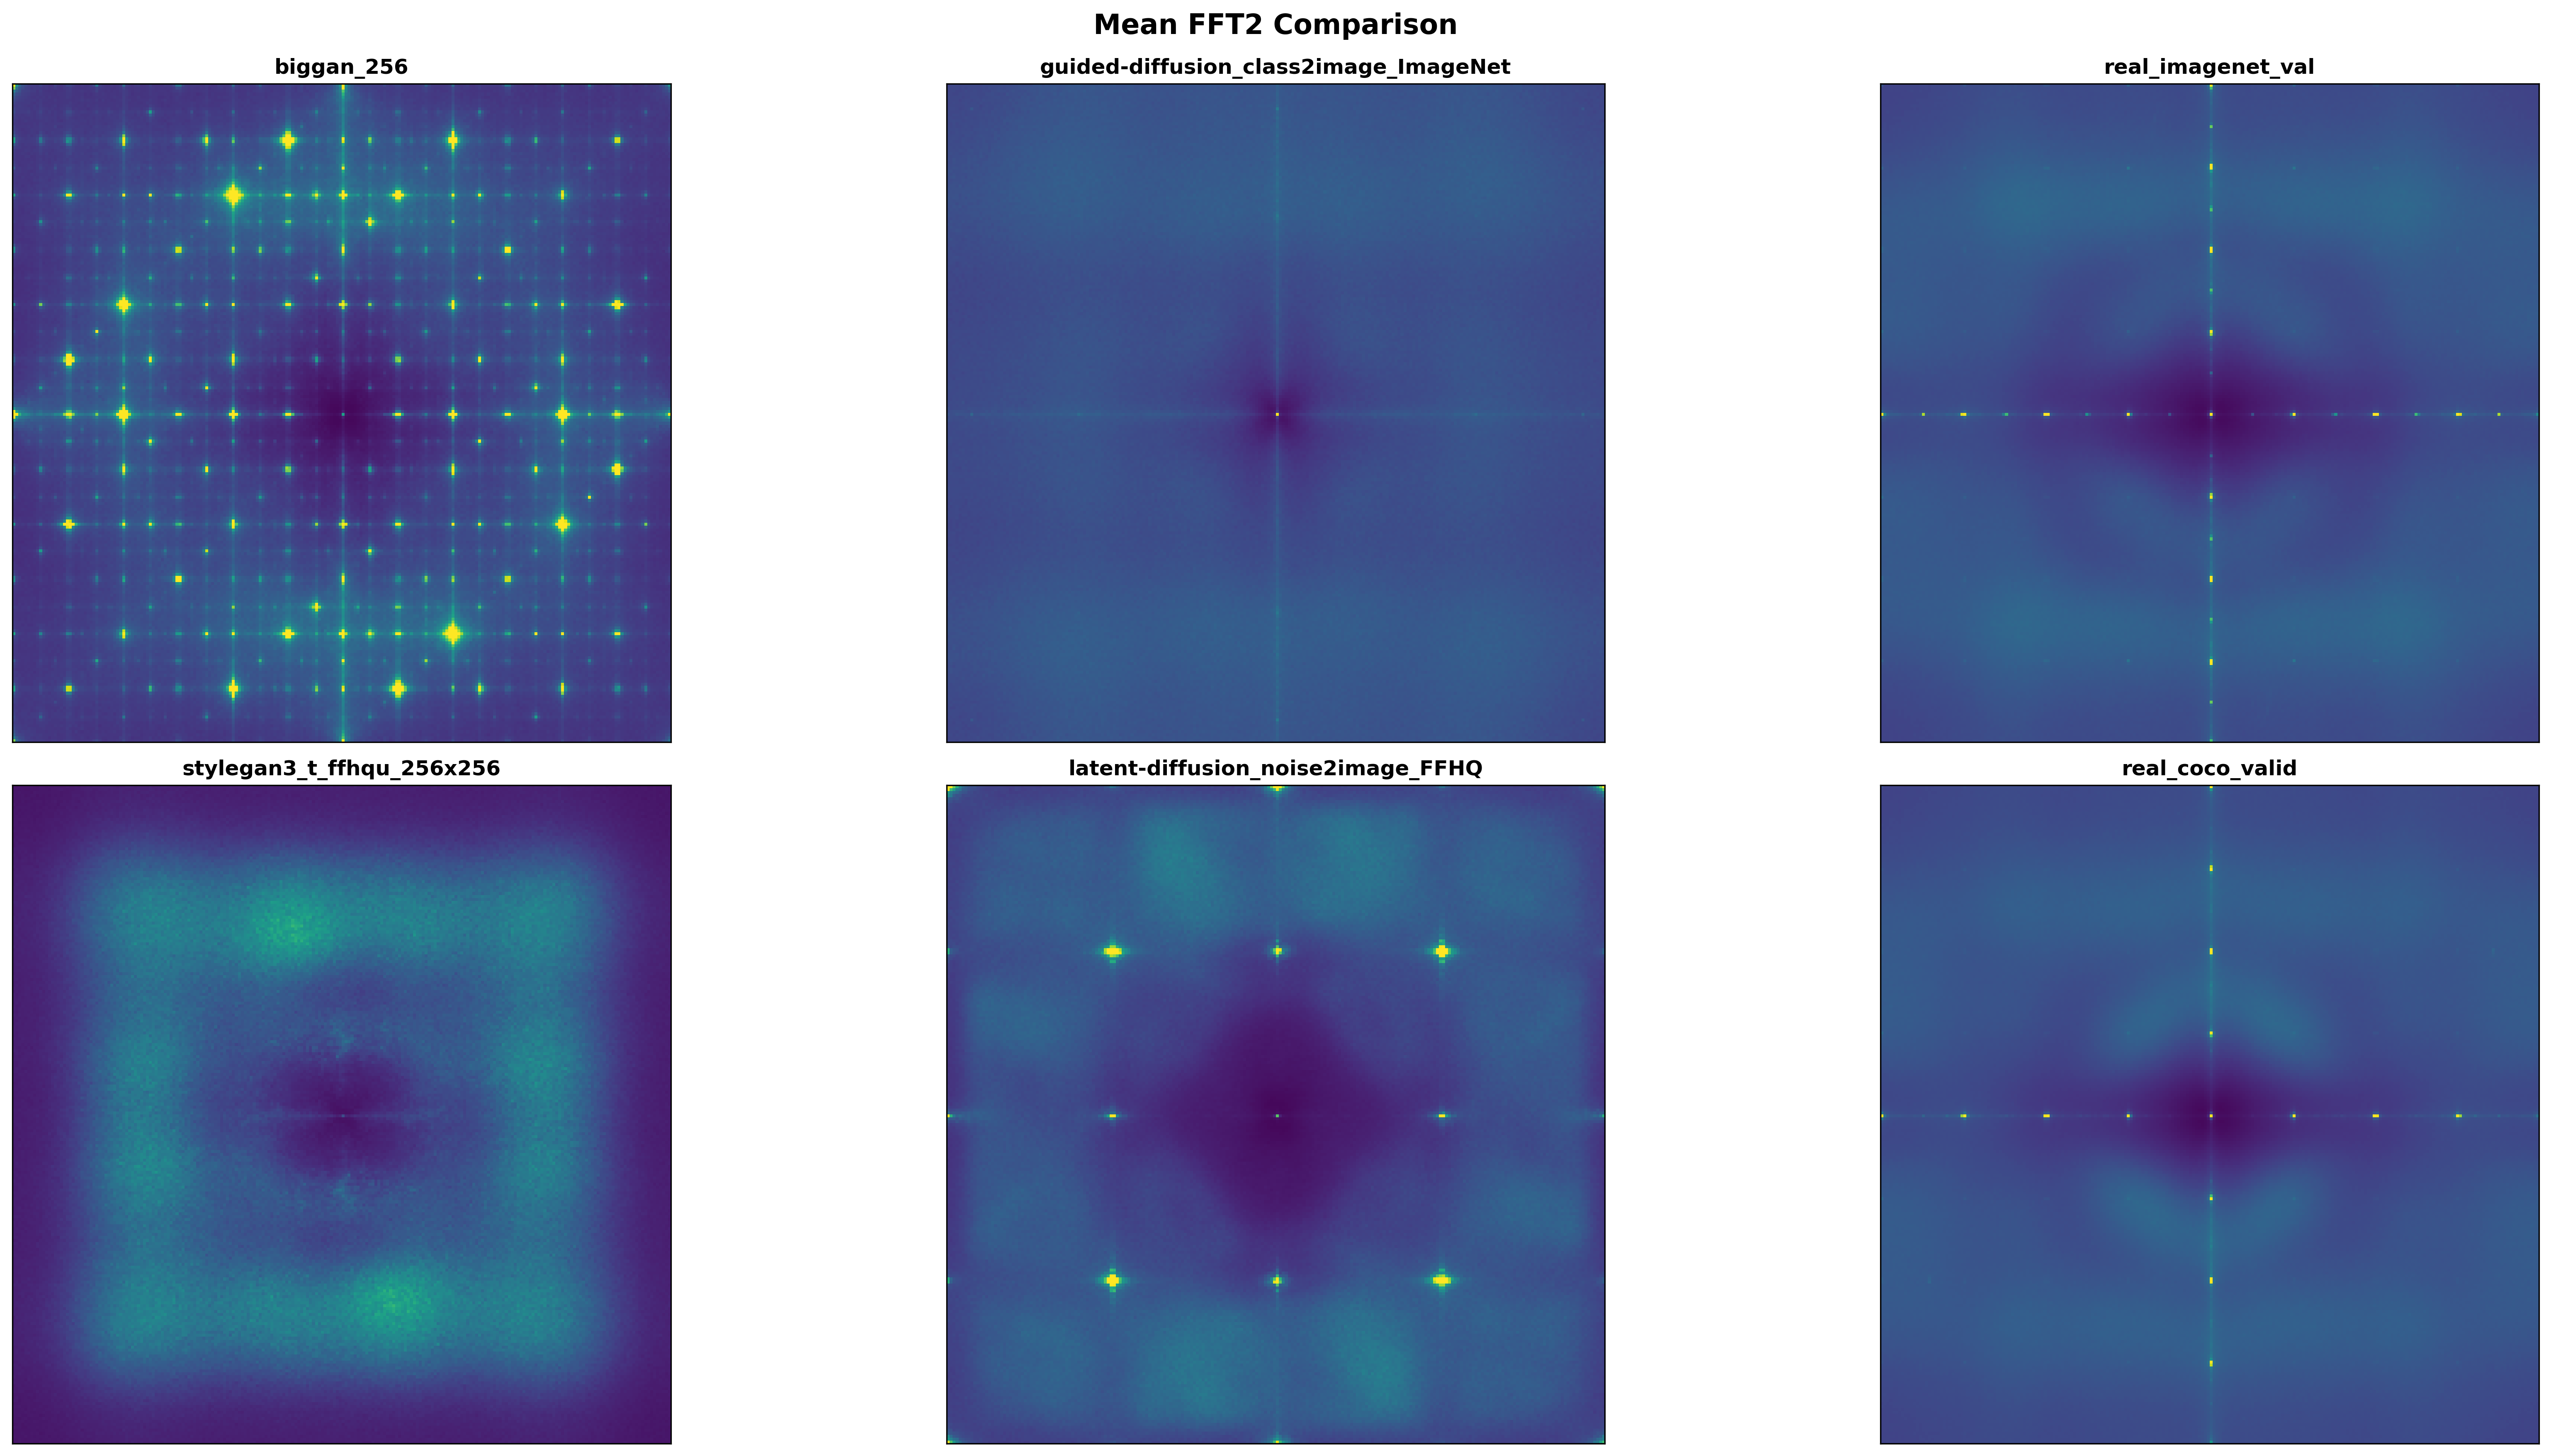 Mean FFT2 Comparison
biggan_256
guided-diffusion_class2image_ImageNet
real_imagenet_val
stylegan3_t_ffhqu_256x256
latent-diffusion_noise2image_FFHQ
real_coco_valid